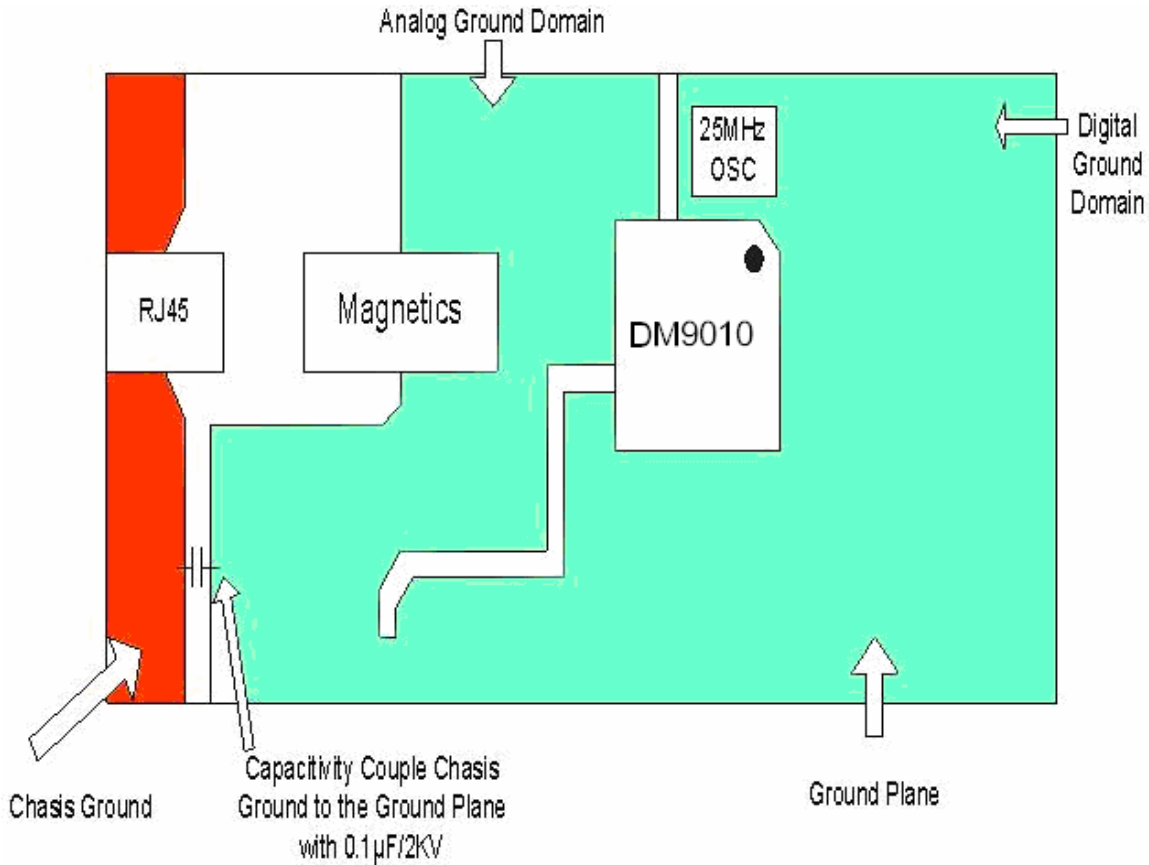 Analog Ground Domain
25MHz
OSC
Digital
Ground
Domain
RJ45
Magnetics
DM9010
Capacitivity Couple Chasis
Ground to the Ground Plane
with 0.1µF/2KV
Chasis Ground
Ground Plane